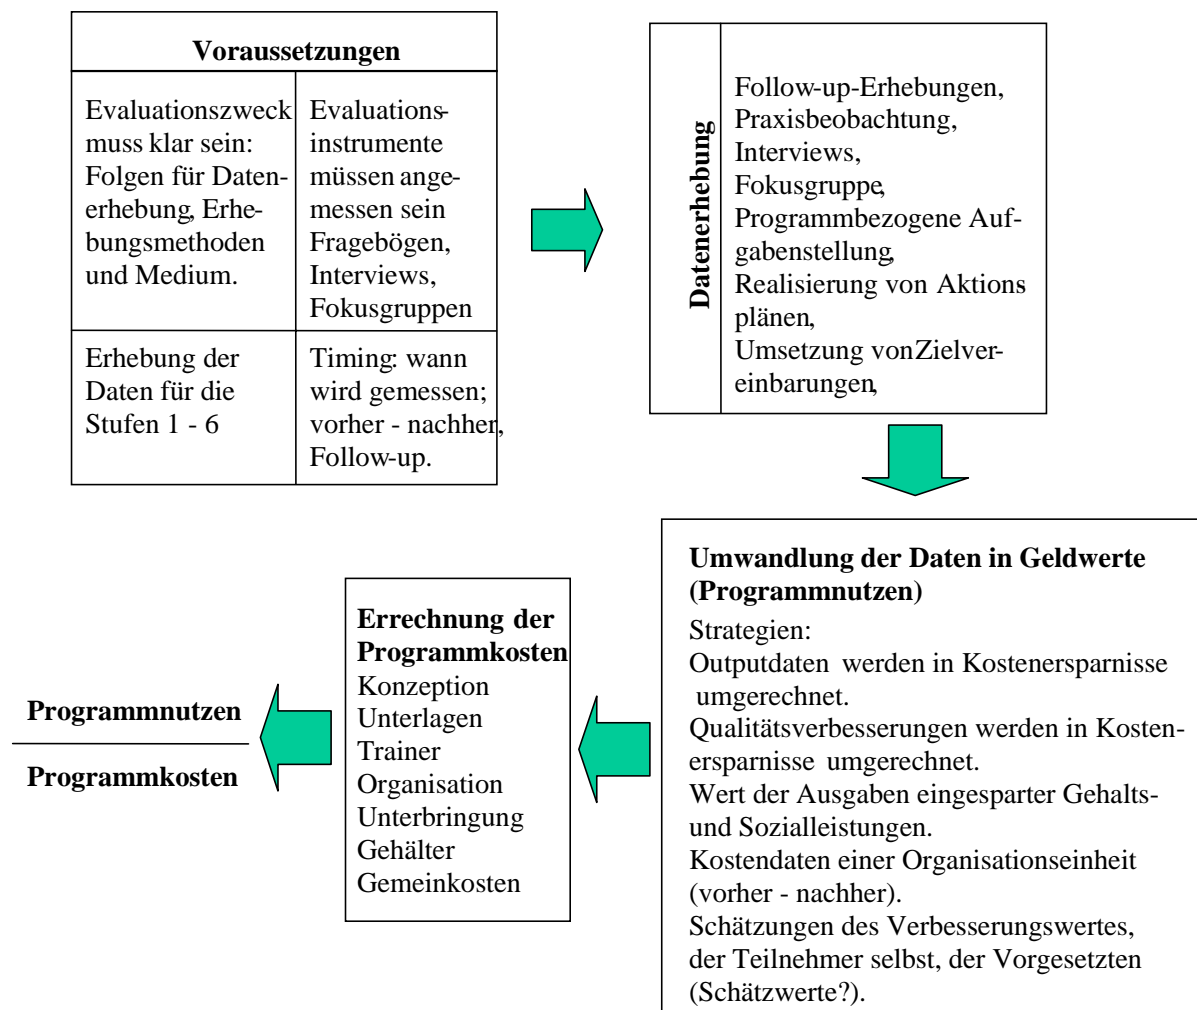 Voraussetzungen
Evaluationszweck
muss klar sein:
Folgen für Daten-
erhebung, Erhe-
bungsmethoden
und Medium.
Evaluations-
instrumente
müssen ange-
messen sein
Fragebögen,
Interviews,
Fokusgruppen
Erhebung der
Daten für die
Stufen 1 - 6
Timing: wann
wird gemessen;
vorher - nachher,
Follow-up.
Datenerhebung
Follow-up-Erhebungen,
Praxisbeobachtung,
Interviews,
Fokusgruppe,
Programmbezogene Auf-
gabenstellung,
Realisierung von Aktions
plänen,
Umsetzung von Zielver-
einbarungen,
Umwandlung der Daten in Geldwerte
(Programmnutzen)
Strategien:
Outputdaten werden in Kostenersparnisse
umgerechnet.
Qualitätsverbesserungen werden in Kosten-
ersparnisse umgerechnet.
Wert der Ausgaben eingesparter Gehalts-
und Sozialleistungen.
Kostendaten einer Organisationseinheit
(vorher - nachher).
Schätzungen des Verbesserungswertes,
der Teilnehmer selbst, der Vorgesetzten
(Schätzwerte?).
Errechnung der
Programmkosten
Konzeption
Unterlagen
Trainer
Organisation
Unterbringung
Gehälter
Gemeinkosten
Programmnutzen
Programmkosten